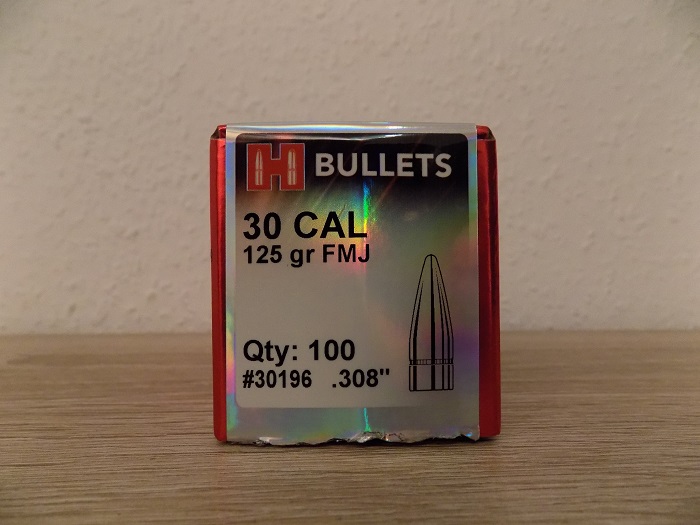 H BULLETS
30 CAL
125 gr FMJ
Qty: 100
#30196 .308"